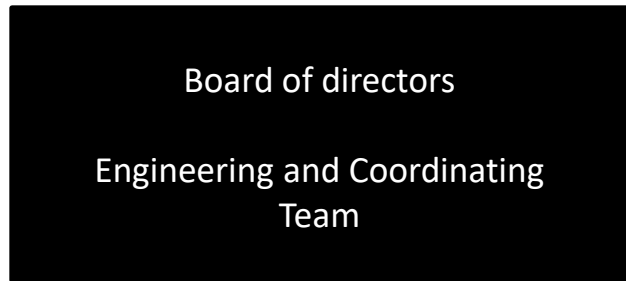 Board of directors
Engineering and Coordinating
Team